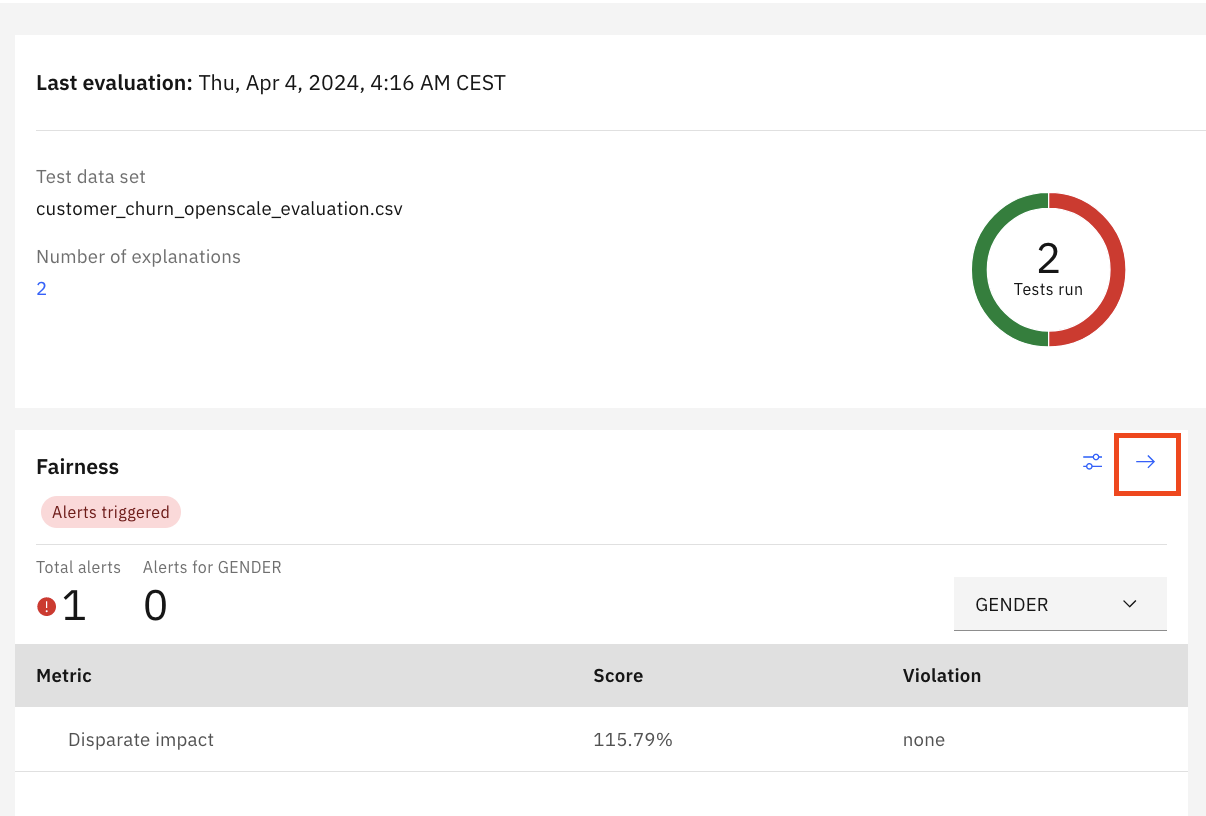 Last evaluation: Thu, Apr 4, 2024, 4:16 AM CEST
Test data set
customer_churn_openscale_evaluation.csv
Number of explanations
2
2
Tests run
Fairness
Alerts triggered
Total alerts Alerts for GENDER
1 0
GENDER
Metric Score Violation
Disparate impact 115.79% none